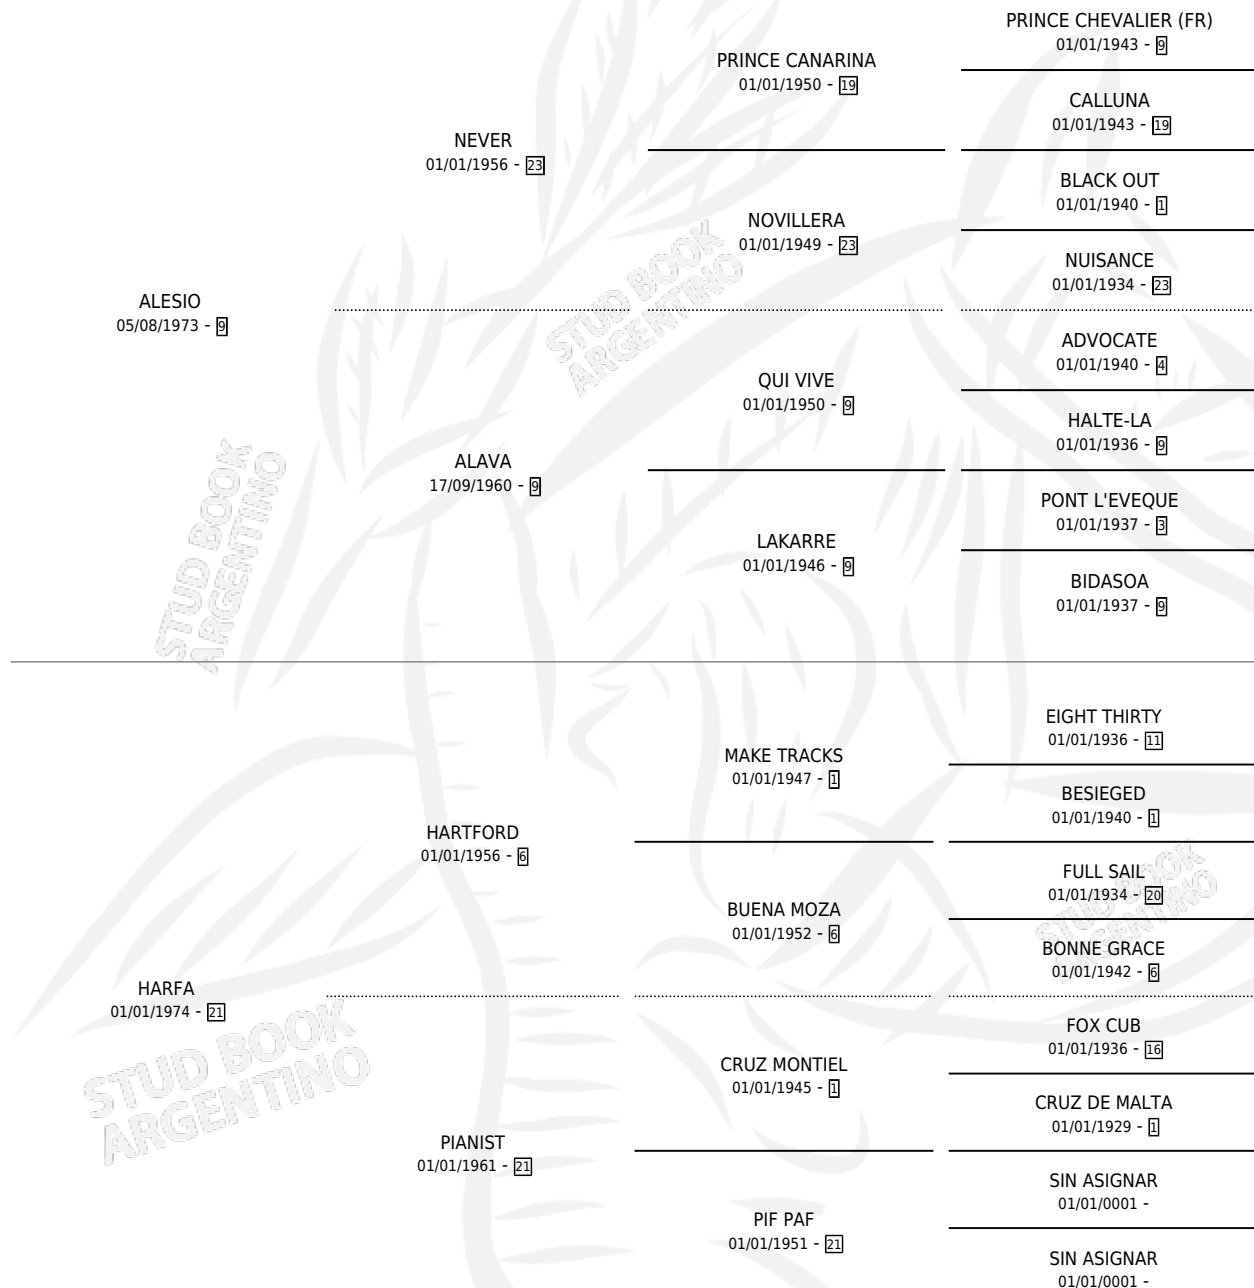 PRINCE CHEVALIER (FR)
01/01/1943 - 9
PRINCE CANARINA
01/01/1950 - 19
CALLUNA
01/01/1943 - 19
NEVER
01/01/1956 - 23
BLACK OUT
01/01/1940 - 1
NOVILLERA
01/01/1949 - 23
NUISANCE
01/01/1934 - 23
ALESIO
05/08/1973 - 9
STUD BOOK
ARGENTINO
ADVOCATE
01/01/1940 - 4
QUI VIVE
01/01/1950 - 9
HALTE-LA
01/01/1936 - 9
ALAVA
17/09/1960 - 9
PONT L'EVEQUE
01/01/1937 - 3
LAKARRE
01/01/1946 - 9
BIDASOA
01/01/1937 - 9
STUD BOOK
ARGENTINO
EIGHT THIRTY
01/01/1936 - 11
MAKE TRACKS
01/01/1947 - 1
BESIEGED
01/01/1940 - 1
HARTFORD
01/01/1956 - 6
FULL SAIL
01/01/1934 - 20
BUENA MOZA
01/01/1952 - 6
STUD BOOK
ARGENTINO
BONNE GRACE
01/01/1942 - 6
HARFA
01/01/1974 - 21
FOX CUB
01/01/1936 - 16
CRUZ MONTIEL
01/01/1945 - 1
STUD BOOK
ARGENTINO
CRUZ DE MALTA
01/01/1929 - 1
PIANIST
01/01/1961 - 21
SIN ASIGNAR
01/01/0001 -
PIF PAF
01/01/1951 - 21
SIN ASIGNAR
01/01/0001 -